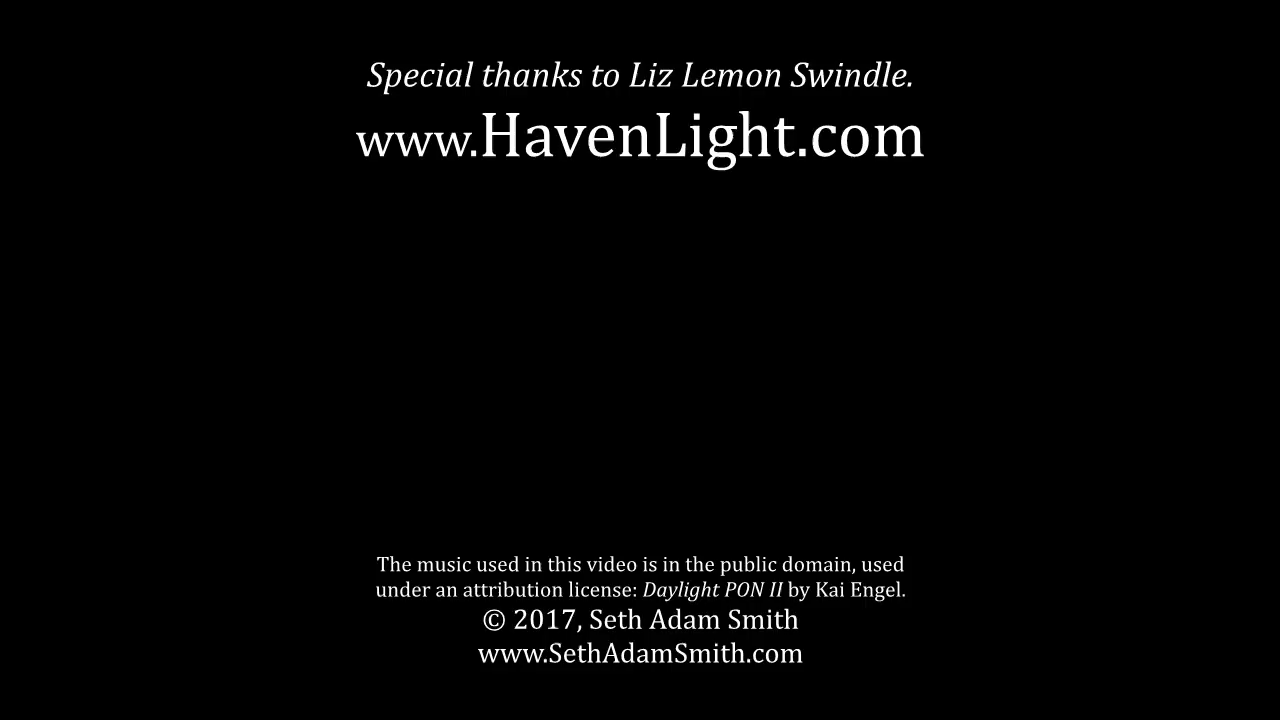 Special thanks to Liz Lemon Swindle.
www.HavenLight.com
The music used in this video is in the public domain, used
under an attribution license: Daylight PON II by Kai Engel.
© 2017, Seth Adam Smith
www.SethAdamSmith.com